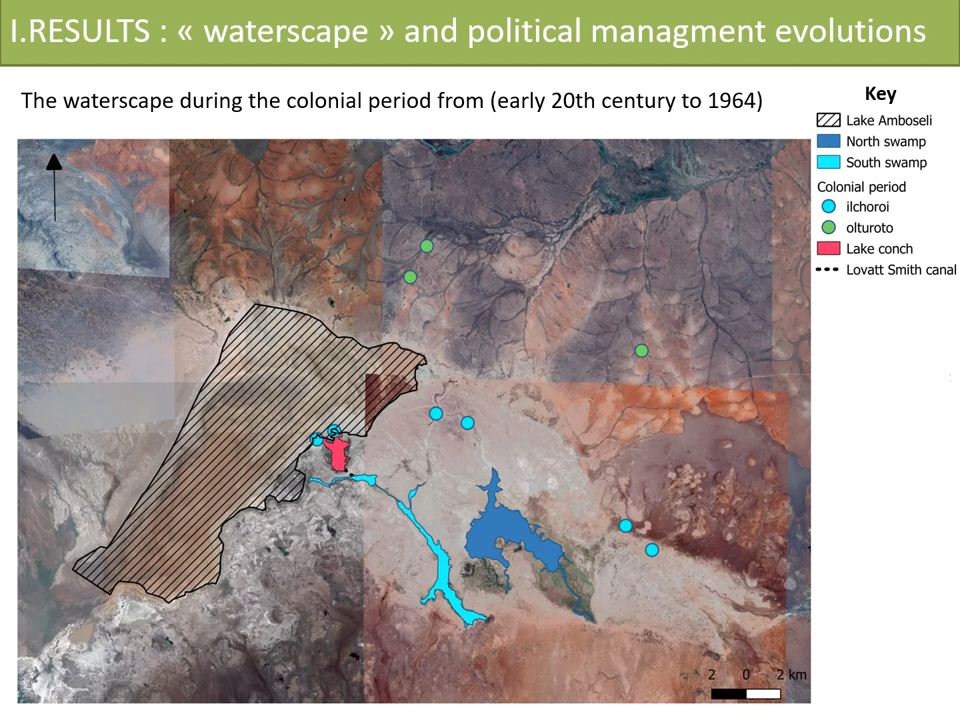 I.RESULTS : « waterscape » and political managment evolutions
The waterscape during the colonial period from (early 20th century to 1964)
Key
Lake Amboseli
North swamp
South swamp
Colonial period
ilchoroi
olturoto
Lake conch
Lovatt Smith canal
2 0 2 km